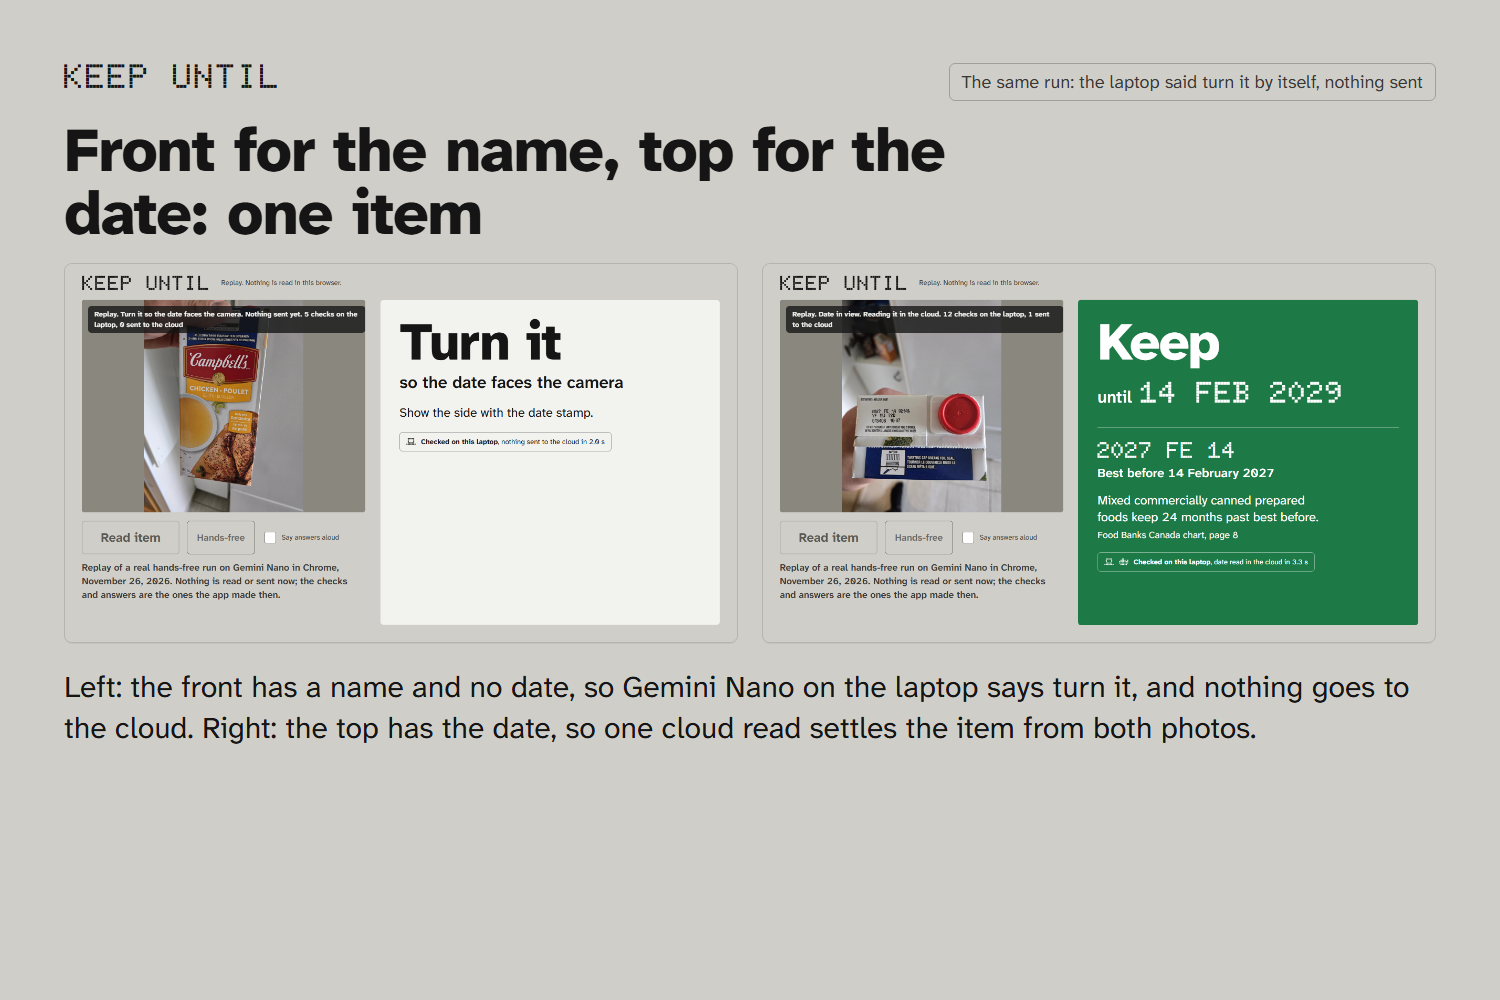 KEEP UNTIL
The same run: the laptop said turn it by itself, nothing sent
Front for the name, top for the
date: one item
KEEP UNTIL
Replay. Nothing is read in this browser.
Replay. Turn it so the date faces the camera. Nothing sent yet. 5 checks on the
laptop, 0 sent to the cloud
Campbell's
CHICKEN • POULET
Turn it
so the date faces the camera
Show the side with the date stamp.
Checked on this laptop, nothing sent to the cloud in 2.0 s
Read item
Hands-free
Say answers aloud
Replay of a real hands-free run on Gemini Nano in Chrome,
November 26, 2026. Nothing is read or sent now; the checks
and answers are the ones the app made then.
KEEP UNTIL
Replay. Nothing is read in this browser.
Replay. Date in view. Reading it in the cloud. 12 checks on the laptop, 1 sent
to the cloud
Keep
until 14 FEB 2029
2027 FE 14
Best before 14 February 2027
Mixed commercially canned prepared
foods keep 24 months past best before.
Food Banks Canada chart, page 8
Checked on this laptop, date read in the cloud in 3.3 s
Read item
Hands-free
Say answers aloud
Replay of a real hands-free run on Gemini Nano in Chrome,
November 26, 2026. Nothing is read or sent now; the checks
and answers are the ones the app made then.
Left: the front has a name and no date, so Gemini Nano on the laptop says turn it, and nothing goes to
the cloud. Right: the top has the date, so one cloud read settles the item from both photos.